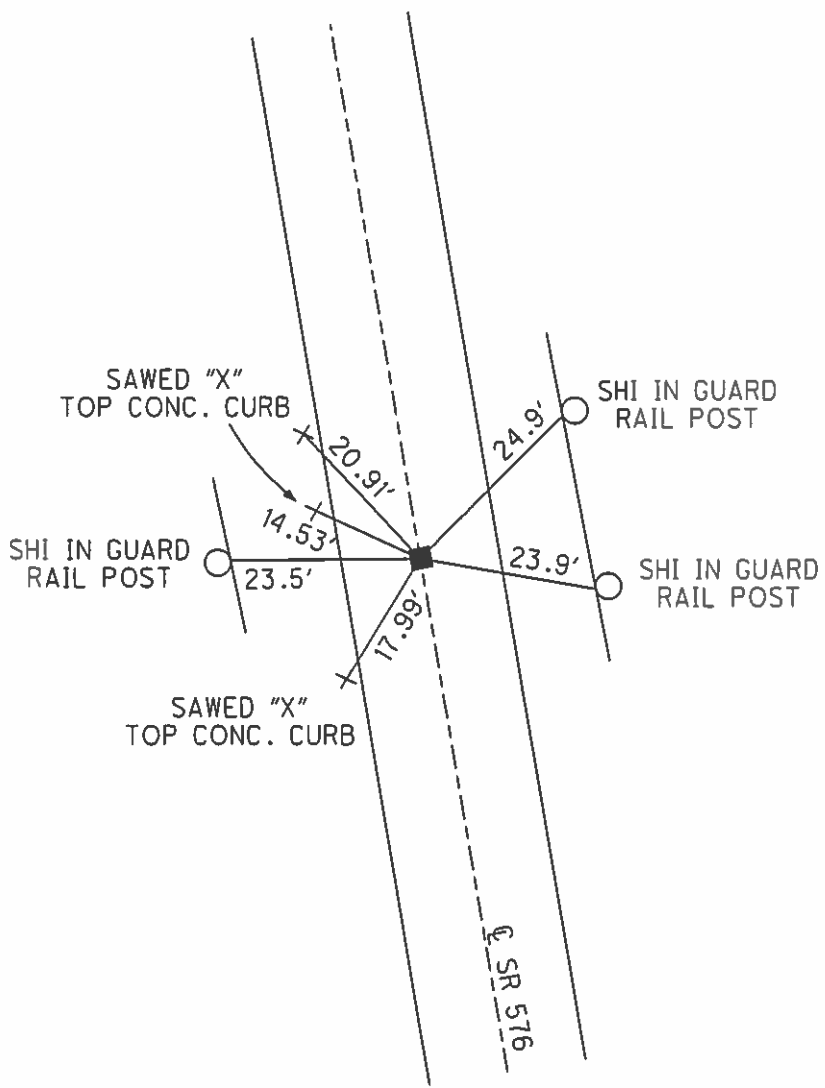 SAWED "X"
TOP CONC. CURB
SHI IN GUARD
RAIL POST
20.91'
24.9'
14.53'
SHI IN GUARD
RAIL POST
23.5'
23.9'
SHI IN GUARD
RAIL POST
17.99'
SAWED "X"
TOP CONC. CURB
℄ SR 576